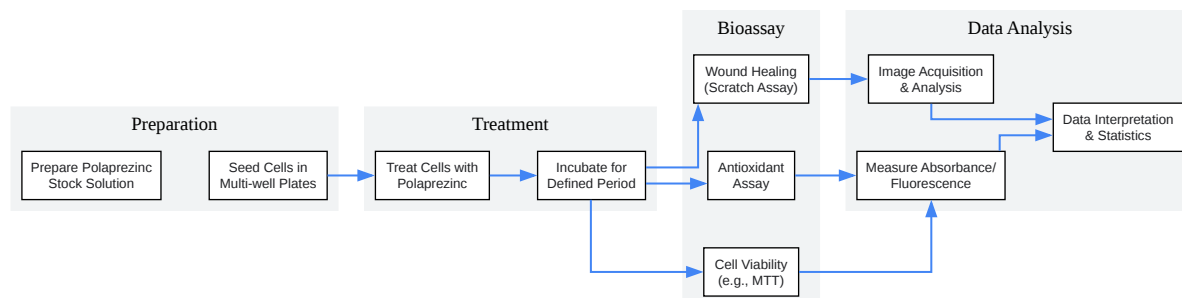 Preparation
Prepare Polaprezinc
Stock Solution
Seed Cells in
Multi-well Plates
Treatment
Treat Cells with
Polaprezinc
Incubate for
Defined Period
Bioassay
Wound Healing
(Scratch Assay)
Antioxidant
Assay
Cell Viability
(e.g., MTT)
Data Analysis
Image Acquisition
& Analysis
Measure Absorbance/
Fluorescence
Data Interpretation
& Statistics